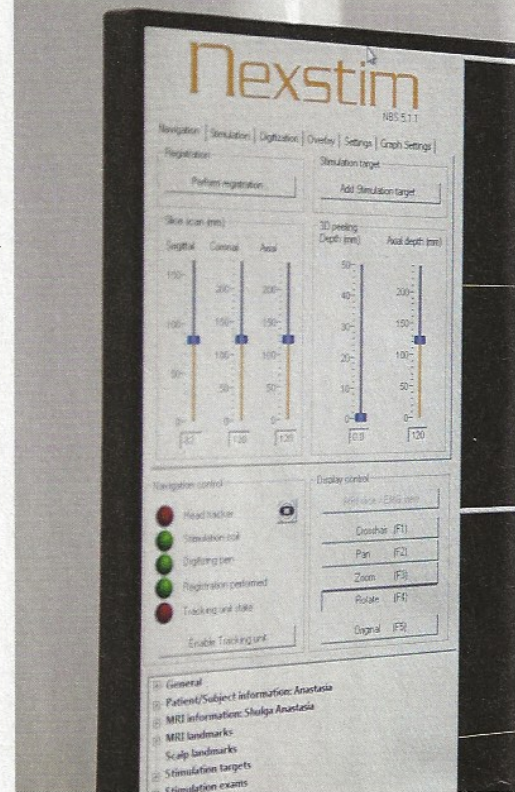 Nexstim
NBS 5.1.1
Navigation | Stimulation | Digitization | Overlay | Settings | Graph Settings |
Registration
Perform registration
Stimulation target
Add Stimulation target
Slice scan (mm)
Sagittal Coronal Axial
150-
100-
50-
0-
200-
150-
100-
50-
0-
200-
150-
100-
50-
0-
120
120
3D peeling
Depth (mm) Axial depth (mm)
50-
40-
30-
20-
10-
0-
0.0
200-
150-
100-
50-
0-
120
Navigation control
Head tracker
Stimulation coil
Digitizing pen
Registration performed
Tracking unit state
Enable Tracking unit
Display control
Crosshair (F1)
Pan (F2)
Zoom (F3)
Rotate (F4)
Original (F5)
General
Patient/Subject information: Anastasia
MRI information: Shulga Anastasia
MRI landmarks
Scalp landmarks
Stimulation targets
Stimulation exams